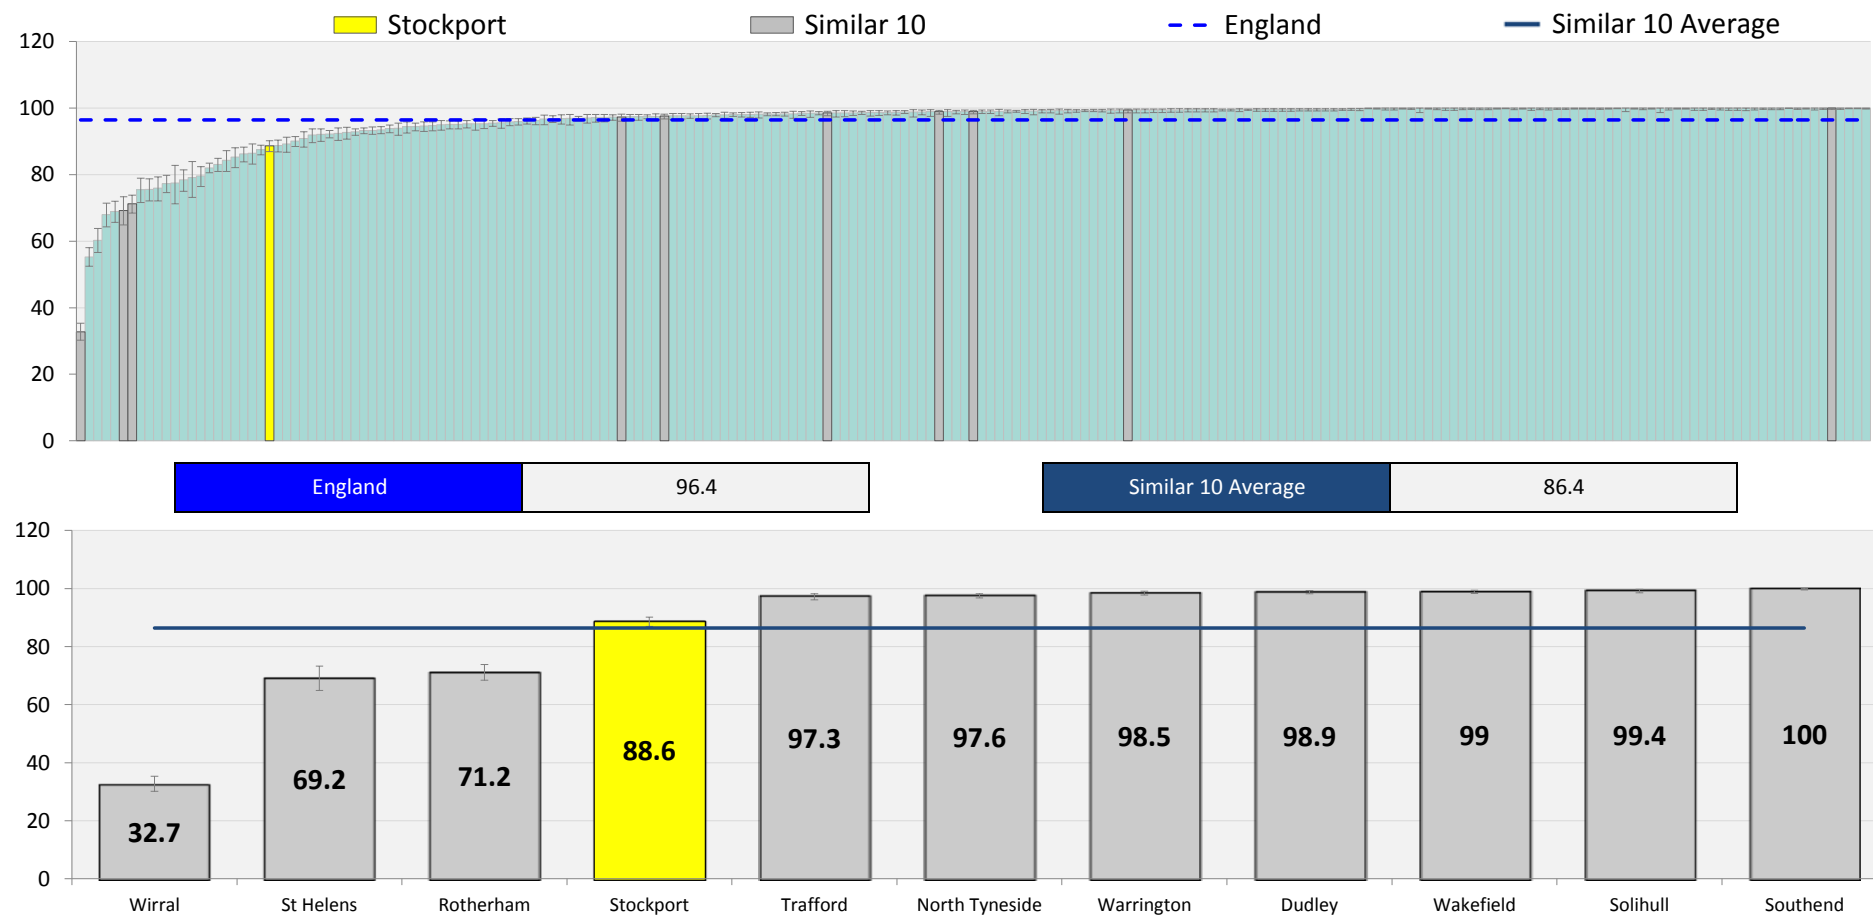 Stockport
Similar 10
England
Similar 10 Average
120
100
80
60
40
20
0
England
96.4
Similar 10 Average
86.4
120
100
80
60
40
20
0
32.7
69.2
71.2
88.6
97.3
97.6
98.5
98.9
99
99.4
100
Wirral
St Helens
Rotherham
Stockport
Trafford
North Tyneside
Warrington
Dudley
Wakefield
Solihull
Southend